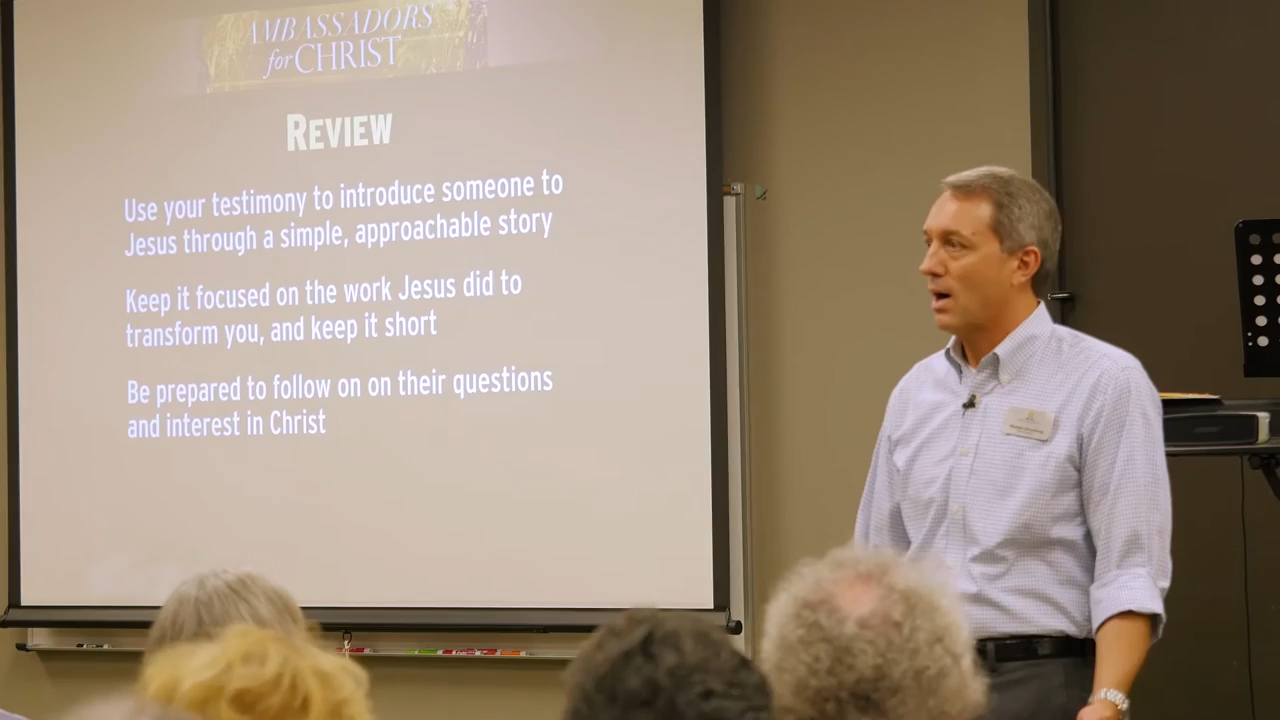 AMBASSADORS
for CHRIST
REVIEW
Use your testimony to introduce someone to
Jesus through a simple, approachable story
Keep it focused on the work Jesus did to
transform you, and keep it short
Be prepared to follow on on their questions
and interest in Christ